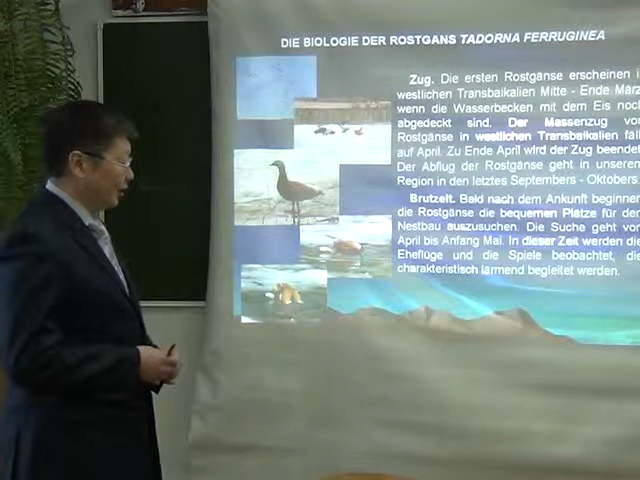 DIE BIOLOGIE DER ROSTGANS TADORNA FERRUGINEA
Zug. Die ersten Rostgänse erscheinen i
westlichen Transbaikalien Mitte - Ende März
wenn die Wasserbecken mit dem Eis noch
abgedeckt sind. Der Massenzug vo
Rostgänse in westlichen Transbaikalien fäll
auf April. Zu Ende April wird der Zug beendet
Der Abflug der Rostgänse geht in unseren
Region in den letztes Septembers - Oktobers.
Brutzeit. Bald nach dem Ankunft beginnen
die Rostgänse die bequemen Plätze für den
Nestbau auszusuchen. Die Suche geht vor
April bis Anfang Mai. In dieser Zeit werden die
Eheflüge und die Spiele beobachtet, die
charakteristisch lärmend begleitet werden.